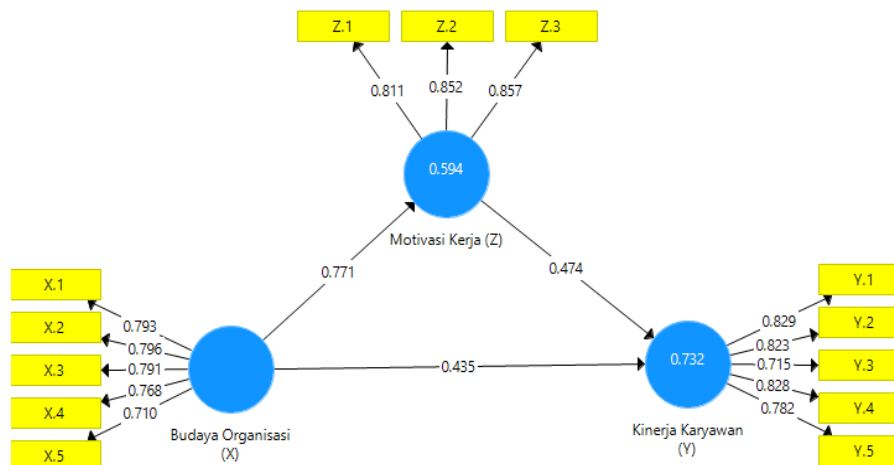 Z.1
Z.2
Z.3
0.811
0.852
0.857
0.594
Motivasi Kerja (Z)
0.771
0.474
X.1
X.2
X.3
X.4
X.5
0.793
0.796
0.791
0.768
0.710
Budaya Organisasi
(X)
0.435
0.732
Kinerja Karyawan
(Y)
0.829
0.823
0.715
0.828
0.782
Y.1
Y.2
Y.3
Y.4
Y.5